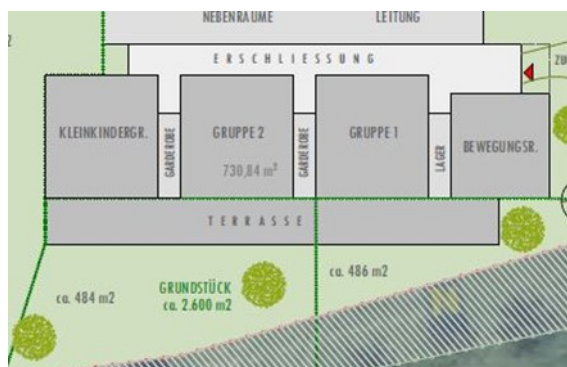 NEBENRÄUME LEITUNG
ERSCHLIESSUNG
KLEINKINDERGR.
GARDEROBE
GRUPPE 2
730,84 m²
GARDEROBE
GRUPPE 1
LAGER
BEWEGUNGSR.
TERRASSE
ca. 484 m2
GRUNDSTÜCK
ca. 2.600 m2
ca. 486 m2